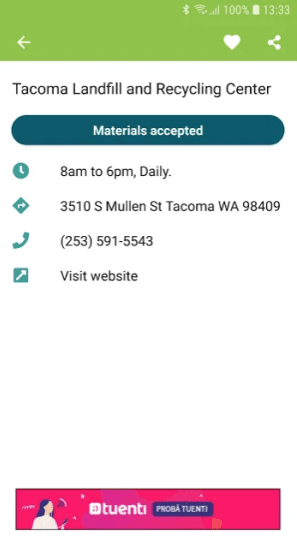 100% 13:33
Tacoma Landfill and Recycling Center
Materials accepted
8am to 6pm, Daily.
3510 S Mullen St Tacoma WA 98409
(253) 591-5543
Visit website
tuenti PROBÁ TUENTI